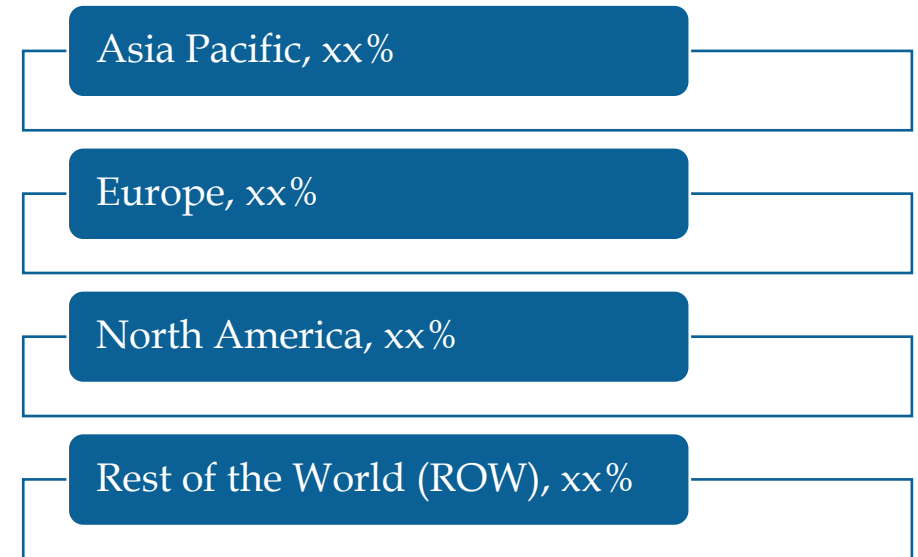 Asia Pacific, xx%
Europe, xx%
North America, xx%
Rest of the World (ROW), xx%